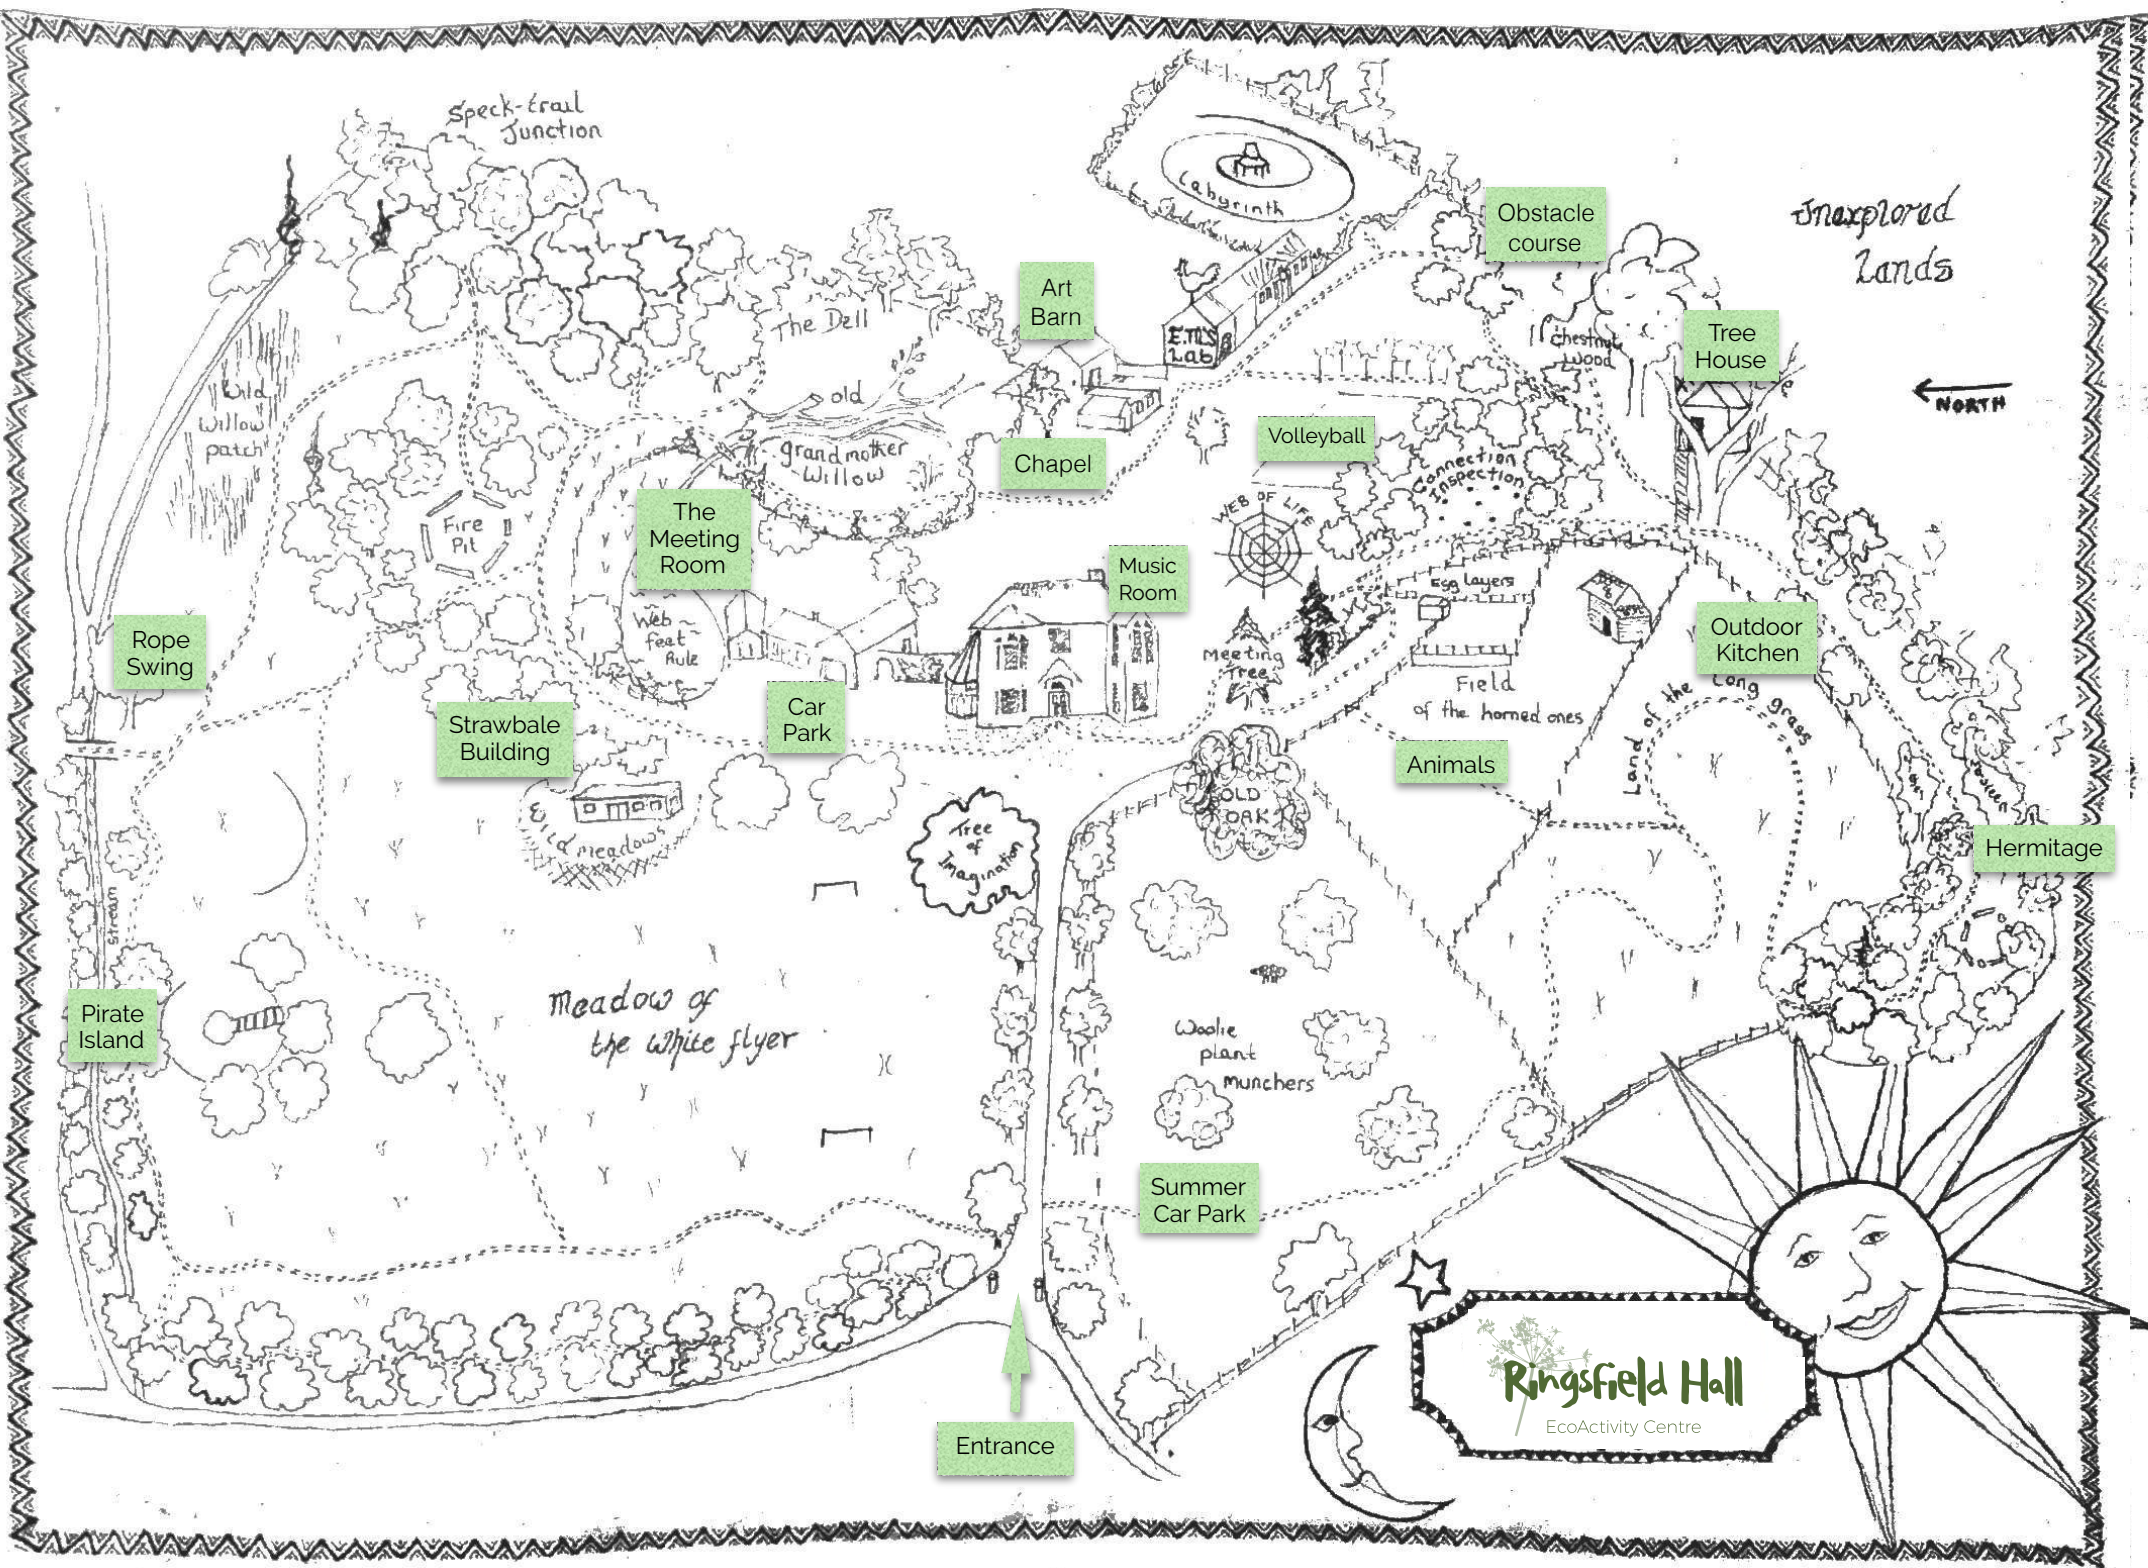 Speck-trail
Junction
Labyrinth
Obstacle
course
Unexplored
Lands
Art
Barn
The Dell
E.T.I.S
Lab
Chestnut
Wood
Tree
House
NORTH
Wild
Willow
patch
old
grandmother
Willow
Chapel
Volleyball
Connection
Inspection
WEB OF LIFE
Fire
Pit
The
Meeting
Room
Music
Room
Egg layers
Web~
feet
Rule
Rope
Swing
Meeting
Tree
Outdoor
Kitchen
Field
of the horned ones
Land of the Long grass
Strawbale
Building
Car
Park
Animals
OLD
OAK
meadows
Tree
of
Imagination
Hermitage
Stream
Pirate
Island
Meadow of
the White flyer
Woolie
plant
munchers
Summer
Car Park
Entrance
Ringsfield Hall
EcoActivity Centre